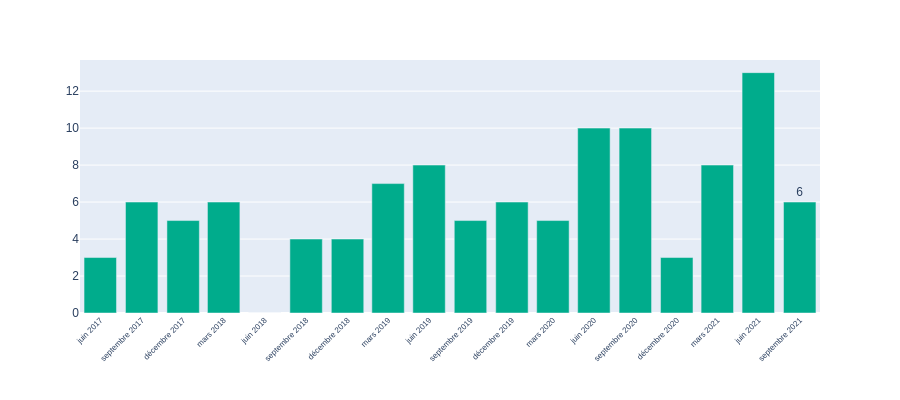 12
10
8
6
4
2
0
6
juin 2017
septembre 2017
décembre 2017
mars 2018
juin 2018
septembre 2018
décembre 2018
mars 2019
juin 2019
septembre 2019
décembre 2019
mars 2020
juin 2020
septembre 2020
décembre 2020
mars 2021
juin 2021
septembre 2021